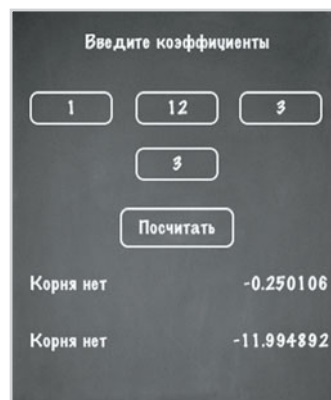 Введите коэффициенты
1 12 3
3
Посчитать
Корня нет -0.250106
Корня нет -11.994892